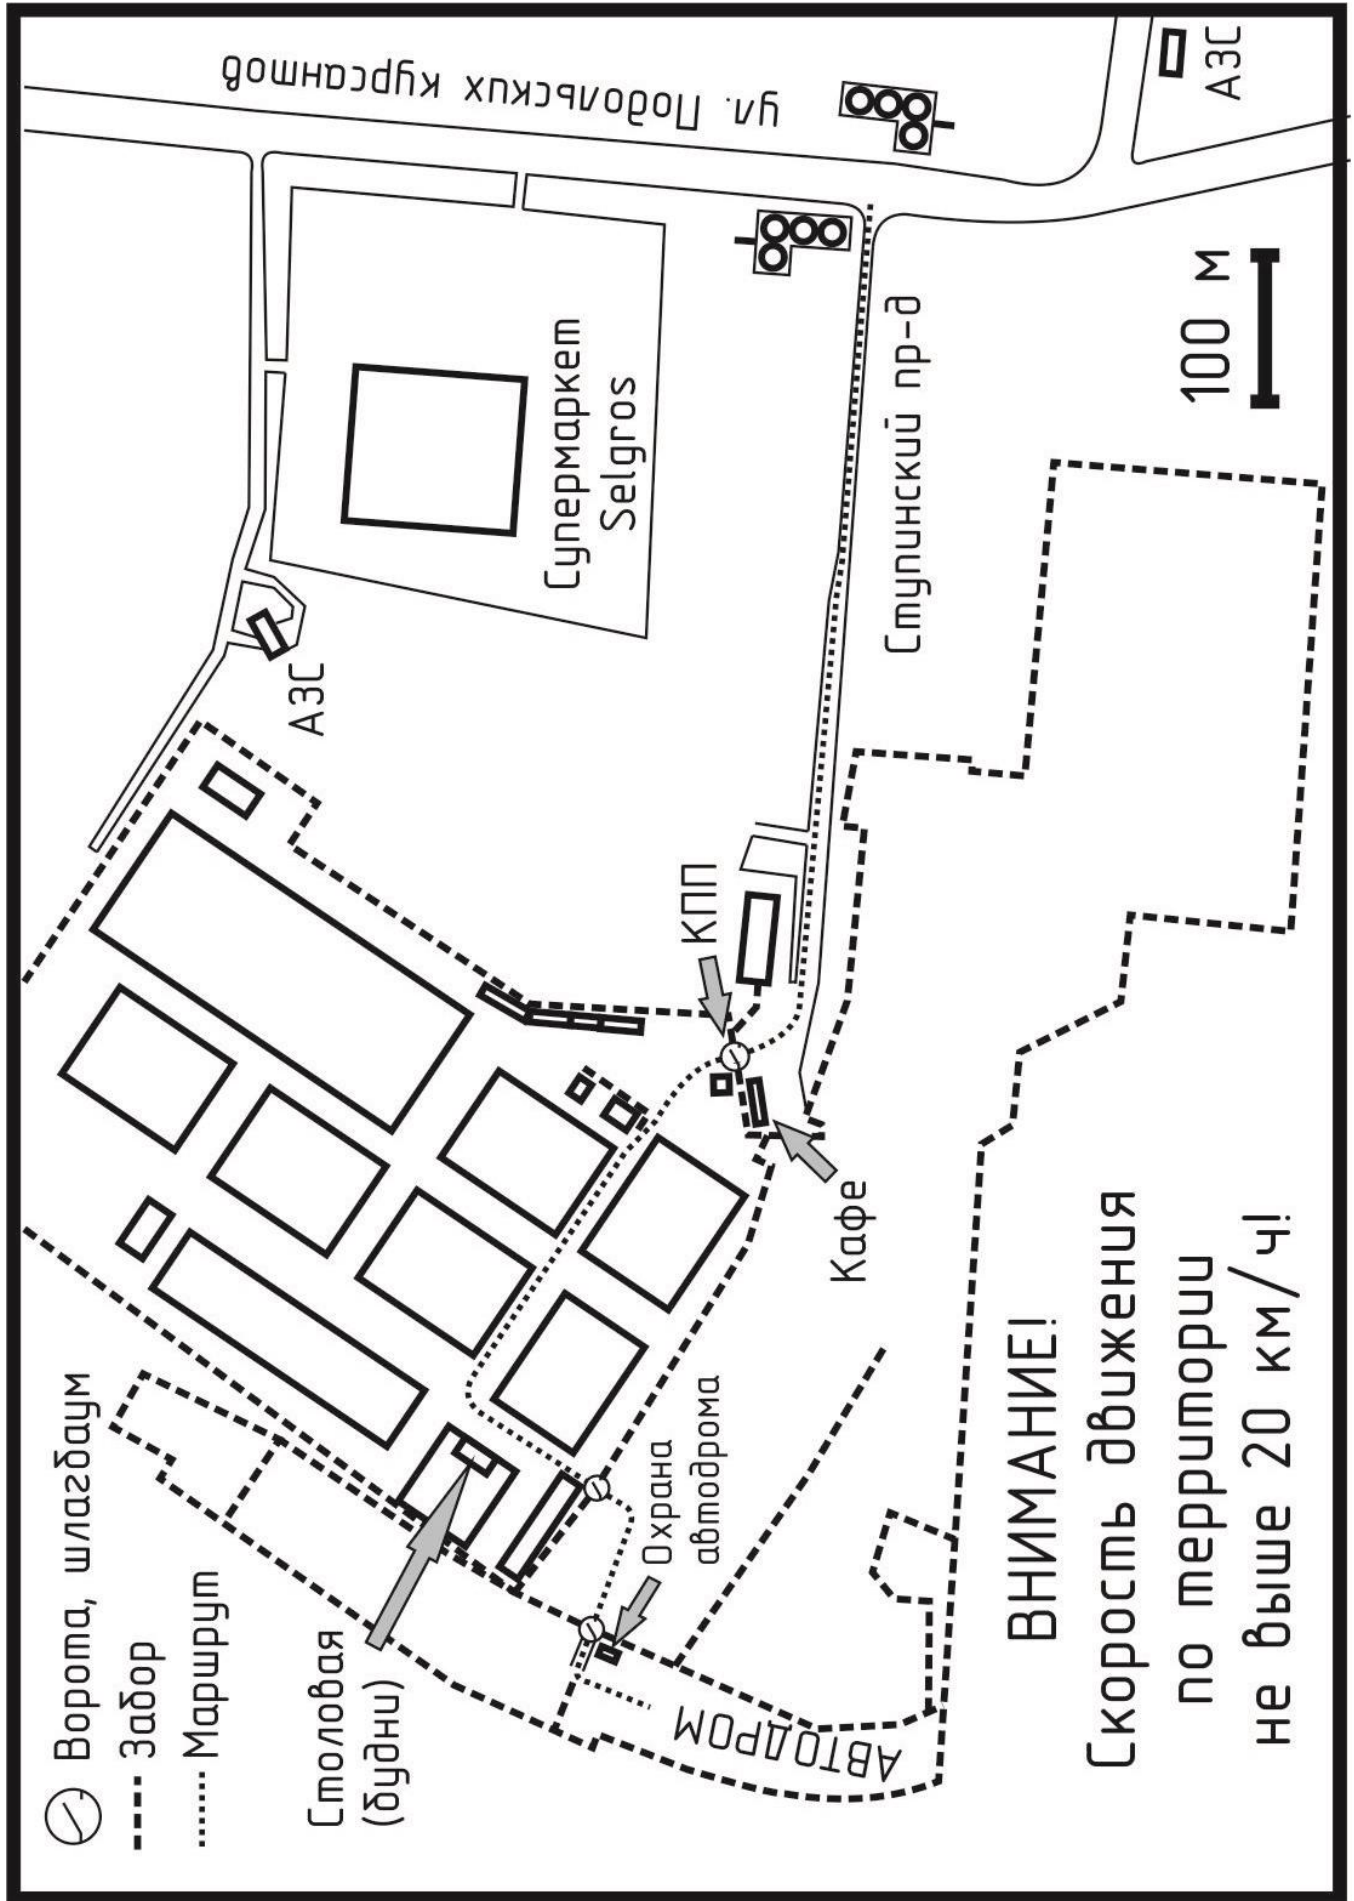 Ворота, шлагбаум
Забор
Маршрут
Столовая
(будни)
АЗС
ул. Подольских курсантов
Супермаркет
Selgros
КПП
Кафе
Ступинский пр-д
Охрана
автодрома
АВТОДРОМ
АЗС
100 м
ВНИМАНИЕ!
Скорость движения
по территории
не выше 20 км/ч!